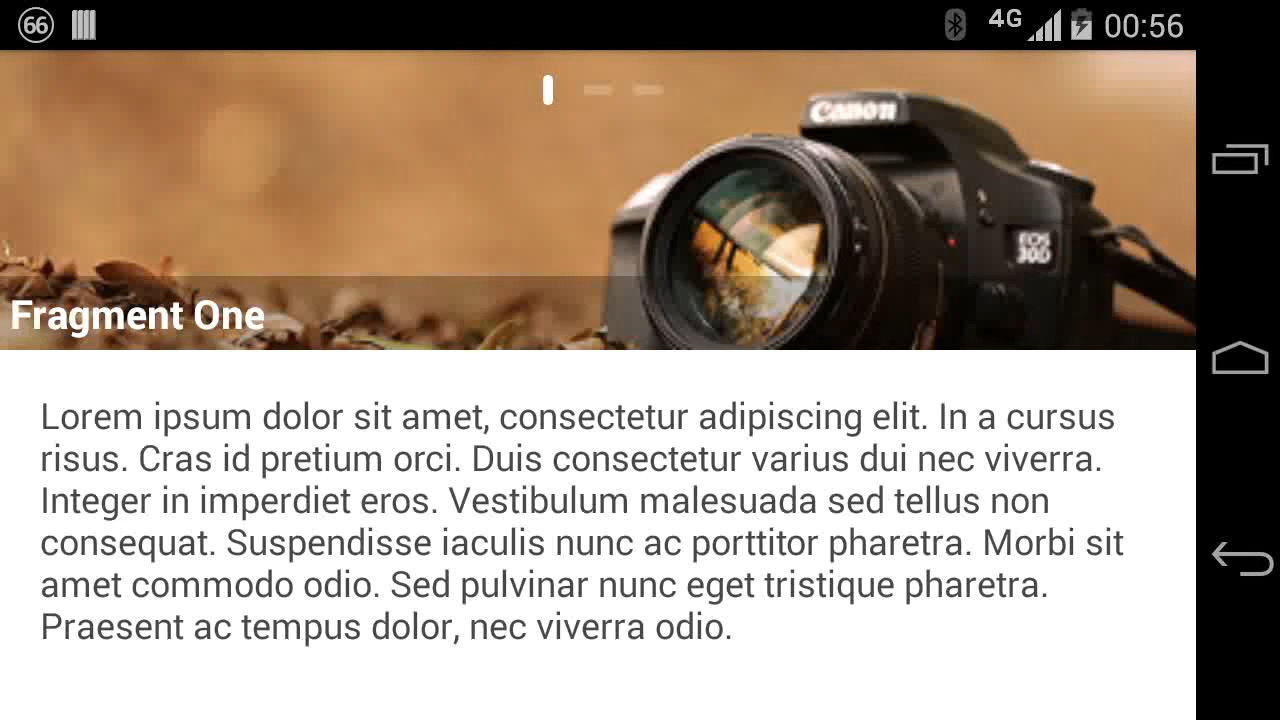 66
4G
00:56
Canon
EOS
30D
Fragment One
Lorem ipsum dolor sit amet, consectetur adipiscing elit. In a cursus
risus. Cras id pretium orci. Duis consectetur varius dui nec viverra.
Integer in imperdiet eros. Vestibulum malesuada sed tellus non
consequat. Suspendisse iaculis nunc ac porttitor pharetra. Morbi sit
amet commodo odio. Sed pulvinar nunc eget tristique pharetra.
Praesent ac tempus dolor, nec viverra odio.